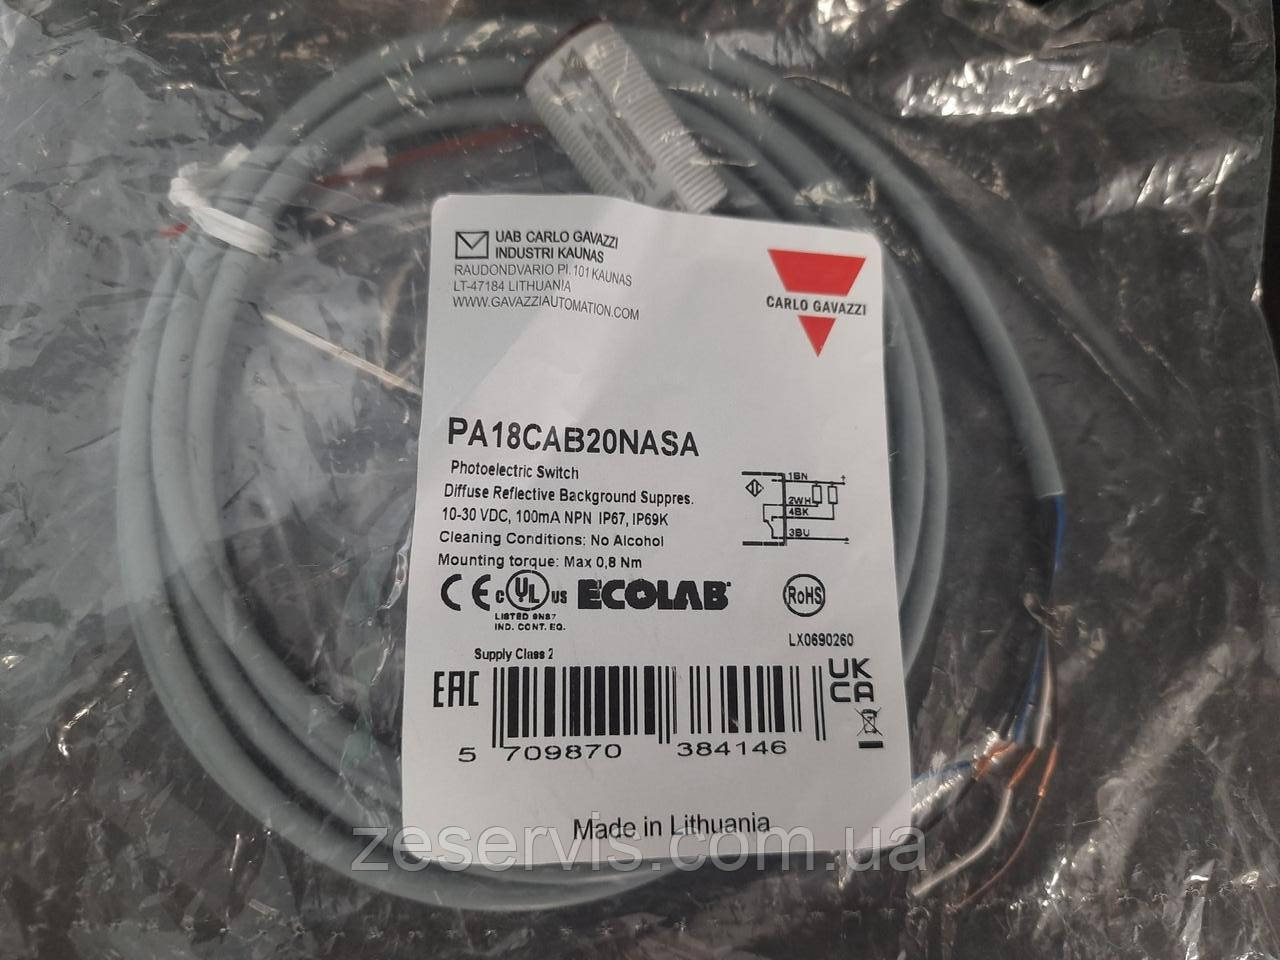 UAB CARLO GAVAZZI
INDUSTRI KAUNAS
RAUDONDVARIO Pl. 101 KAUNAS
LT-47184 LITHUANIA
WWW.GAVAZZIAUTOMATION.COM
CARLO GAVAZZI
PA18CAB20NASA
Photoelectric Switch
Diffuse Reflective Background Suppres.
10-30 VDC, 100mA NPN IP67, IP69K
Cleaning Conditions: No Alcohol
Mounting torque: Max 0,8 Nm
1BN +
2WH
4BK
3BU -
CE c UL US ECOLAB RoHS
LISTED 9N87
IND. CONT. EQ.
LX0690260
Supply Class 2
EAC
UK
CA
5 709870 384146
Made in Lithuania
zeservis.com.ua